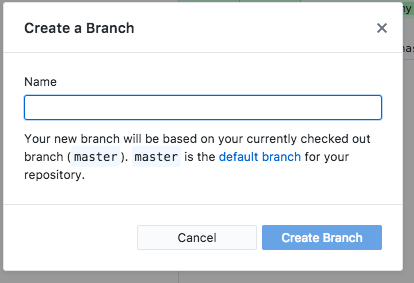 Create a Branch
Name
Your new branch will be based on your currently checked out
branch (master). master is the default branch for your
repository.
Cancel
Create Branch